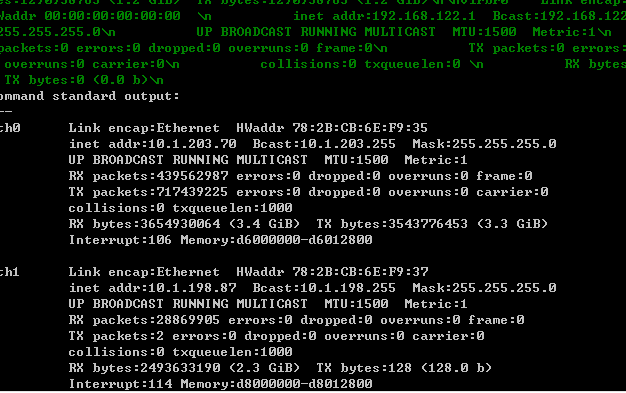 Waddr 00:00:00:00:00:00 \n inet addr:192.168.122.1 Bcast:192.168.122
255.255.255.0\n UP BROADCAST RUNNING MULTICAST MTU:1500 Metric:1\n
packets:0 errors:0 dropped:0 overruns:0 frame:0\n TX packets:0 errors:
overruns:0 carrier:0\n collisions:0 txqueuelen:0 \n RX bytes
TX bytes:0 (0.0 b)\n
ommand standard output:
--
th0 Link encap:Ethernet HWaddr 78:2B:CB:6E:F9:35
inet addr:10.1.203.70 Bcast:10.1.203.255 Mask:255.255.255.0
UP BROADCAST RUNNING MULTICAST MTU:1500 Metric:1
RX packets:439562987 errors:0 dropped:0 overruns:0 frame:0
TX packets:717439225 errors:0 dropped:0 overruns:0 carrier:0
collisions:0 txqueuelen:1000
RX bytes:3654930064 (3.4 GiB) TX bytes:3543776453 (3.3 GiB)
Interrupt:106 Memory:d6000000-d6012800
th1 Link encap:Ethernet HWaddr 78:2B:CB:6E:F9:37
inet addr:10.1.198.87 Bcast:10.1.198.255 Mask:255.255.255.0
UP BROADCAST RUNNING MULTICAST MTU:1500 Metric:1
RX packets:28869905 errors:0 dropped:0 overruns:0 frame:0
TX packets:2 errors:0 dropped:0 overruns:0 carrier:0
collisions:0 txqueuelen:1000
RX bytes:2493633190 (2.3 GiB) TX bytes:128 (128.0 b)
Interrupt:114 Memory:d8000000-d8012800